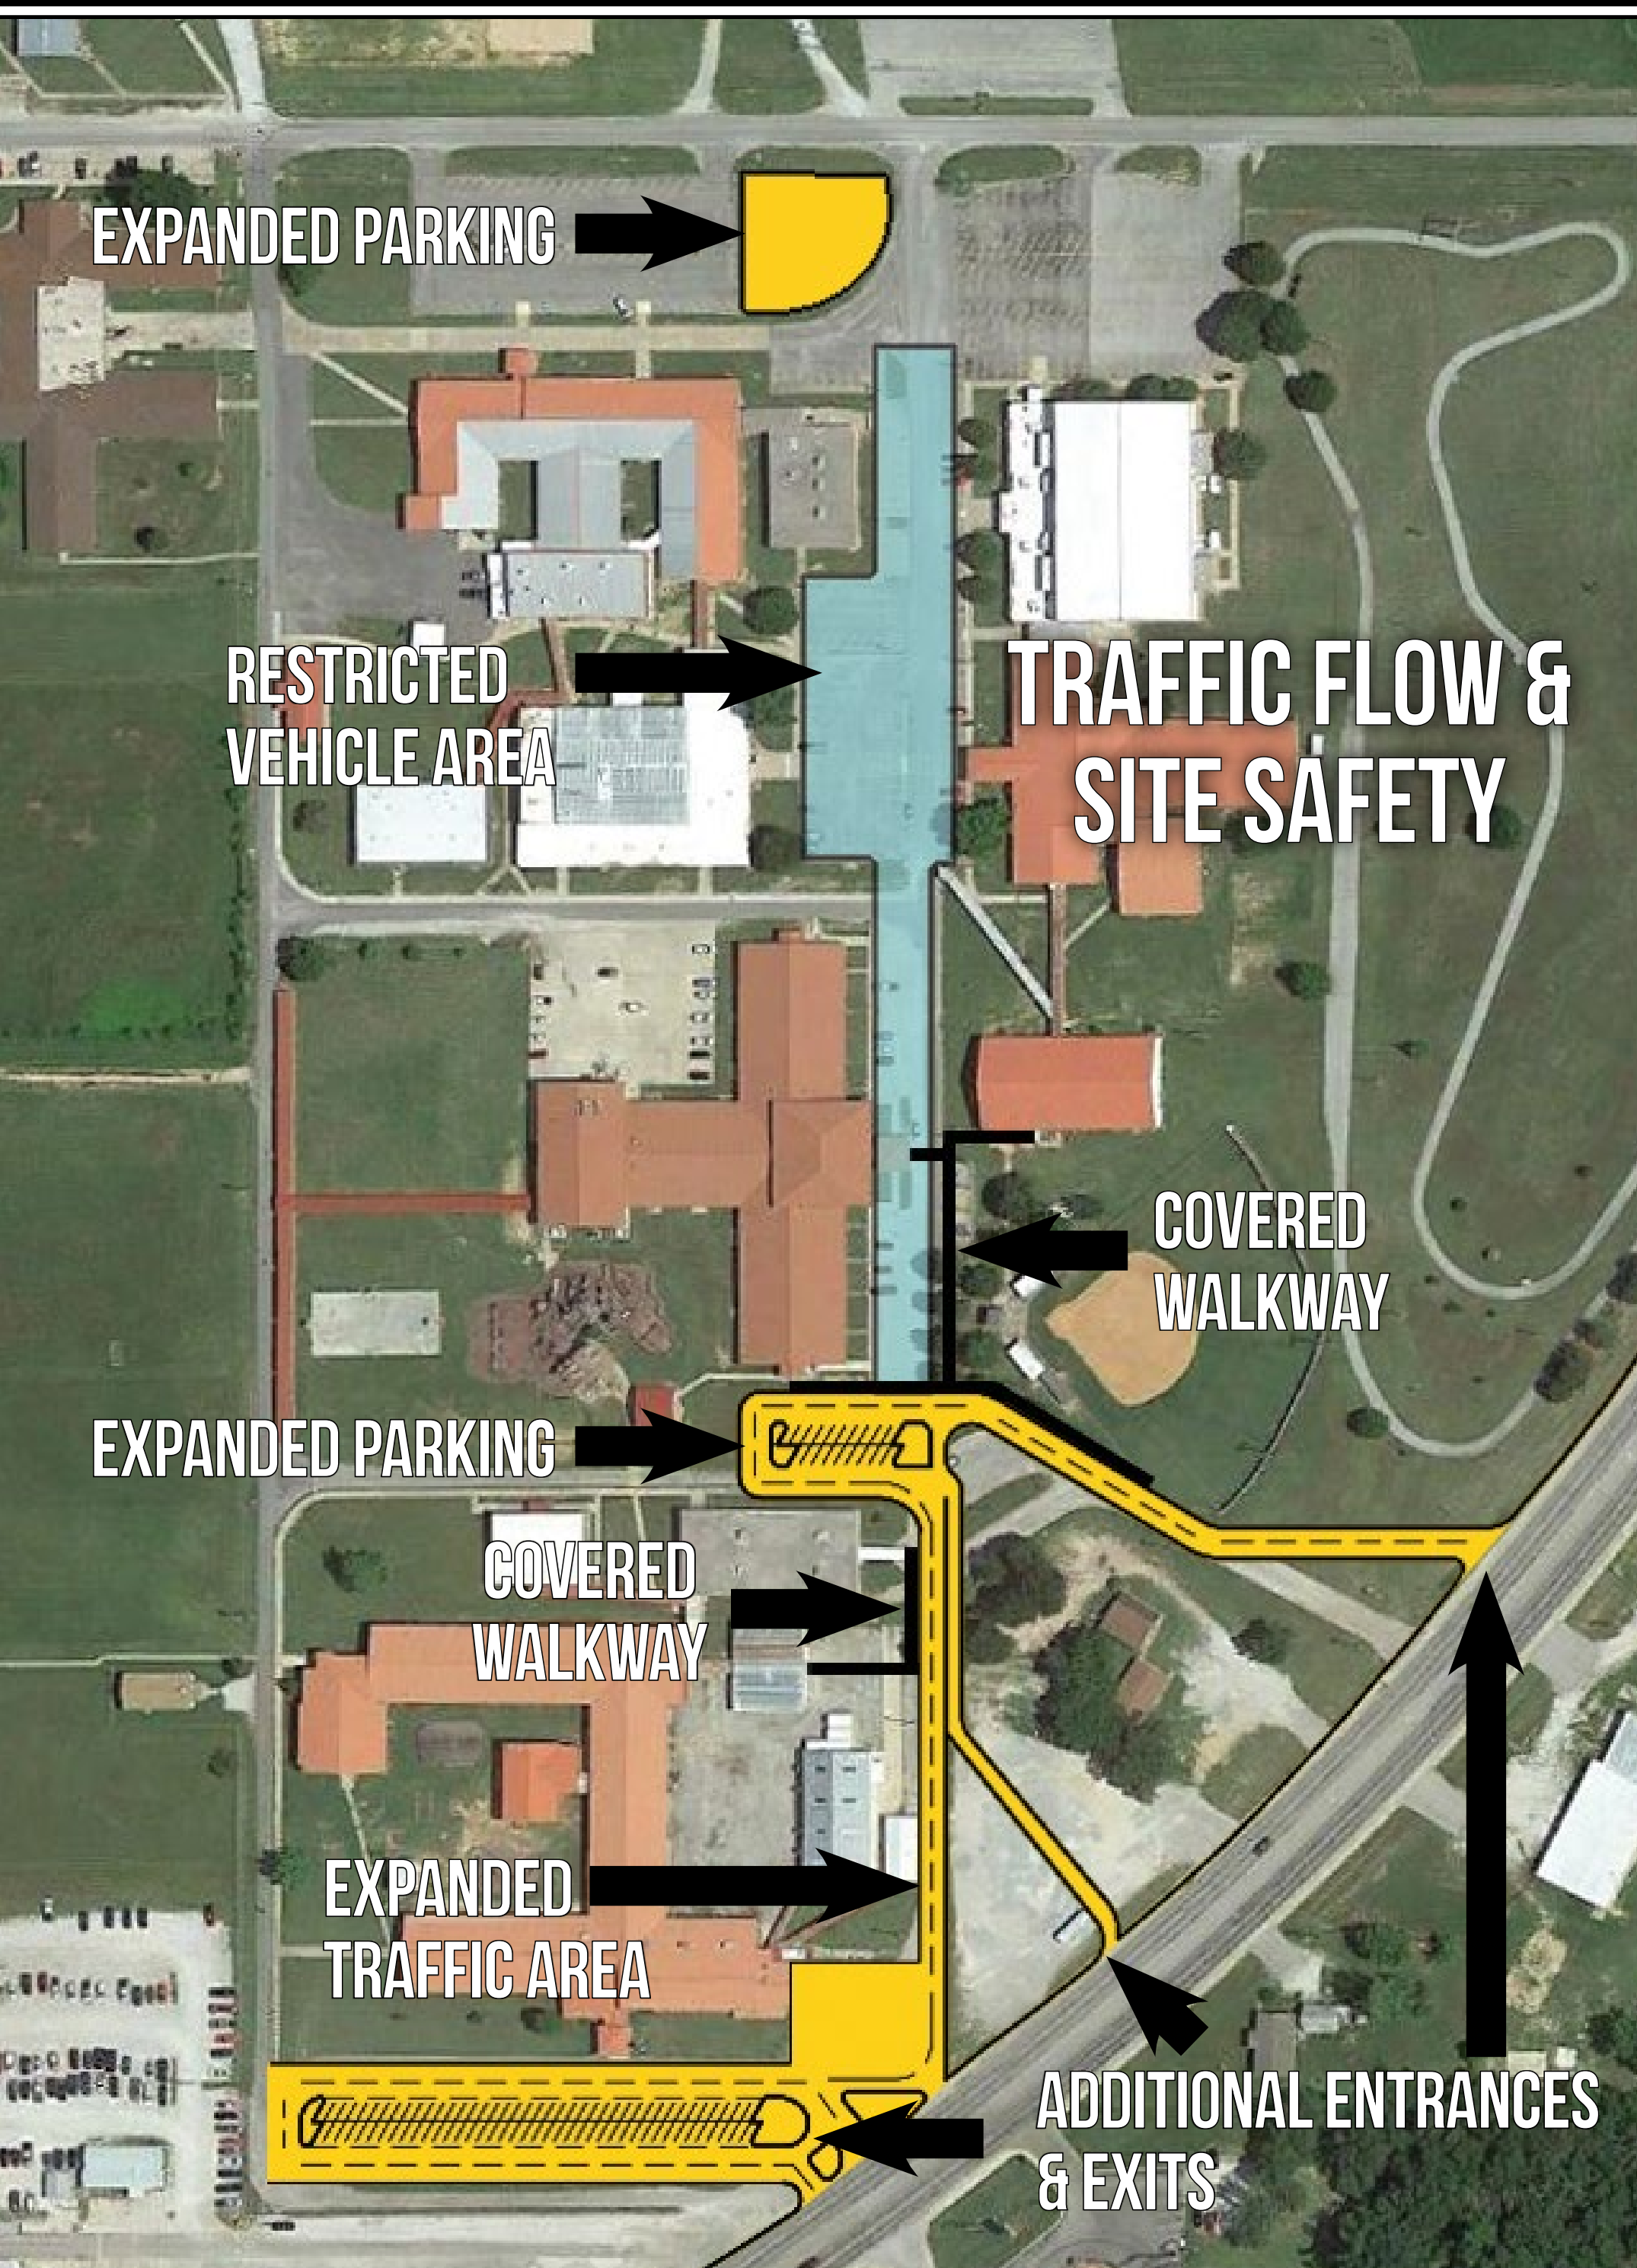 EXPANDED PARKING
RESTRICTED
VEHICLE AREA
TRAFFIC FLOW &
SITE SAFETY
COVERED
WALKWAY
EXPANDED PARKING
COVERED
WALKWAY
EXPANDED
TRAFFIC AREA
ADDITIONAL ENTRANCES
& EXITS